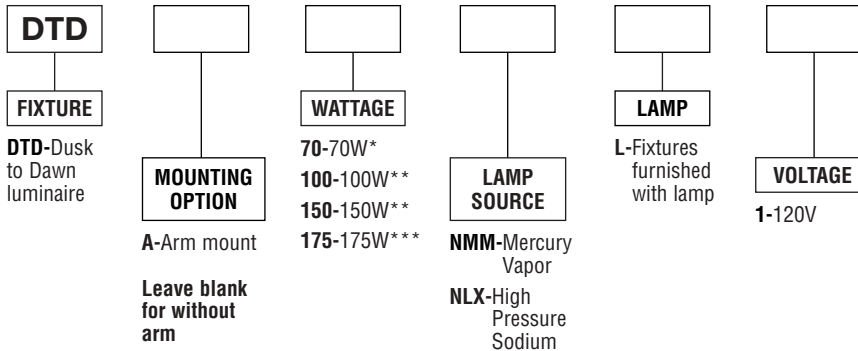 DTD
FIXTURE
DTD-Dusk
to Dawn
luminaire
MOUNTING
OPTION
A-Arm mount
Leave blank
for without
arm
WATTAGE
70-70W*
100-100W**
150-150W**
175-175W***
LAMP
SOURCE
NMM-Mercury
Vapor
NLX-High
Pressure
Sodium
LAMP
L-Fixtures
furnished
with lamp
VOLTAGE
1-120V